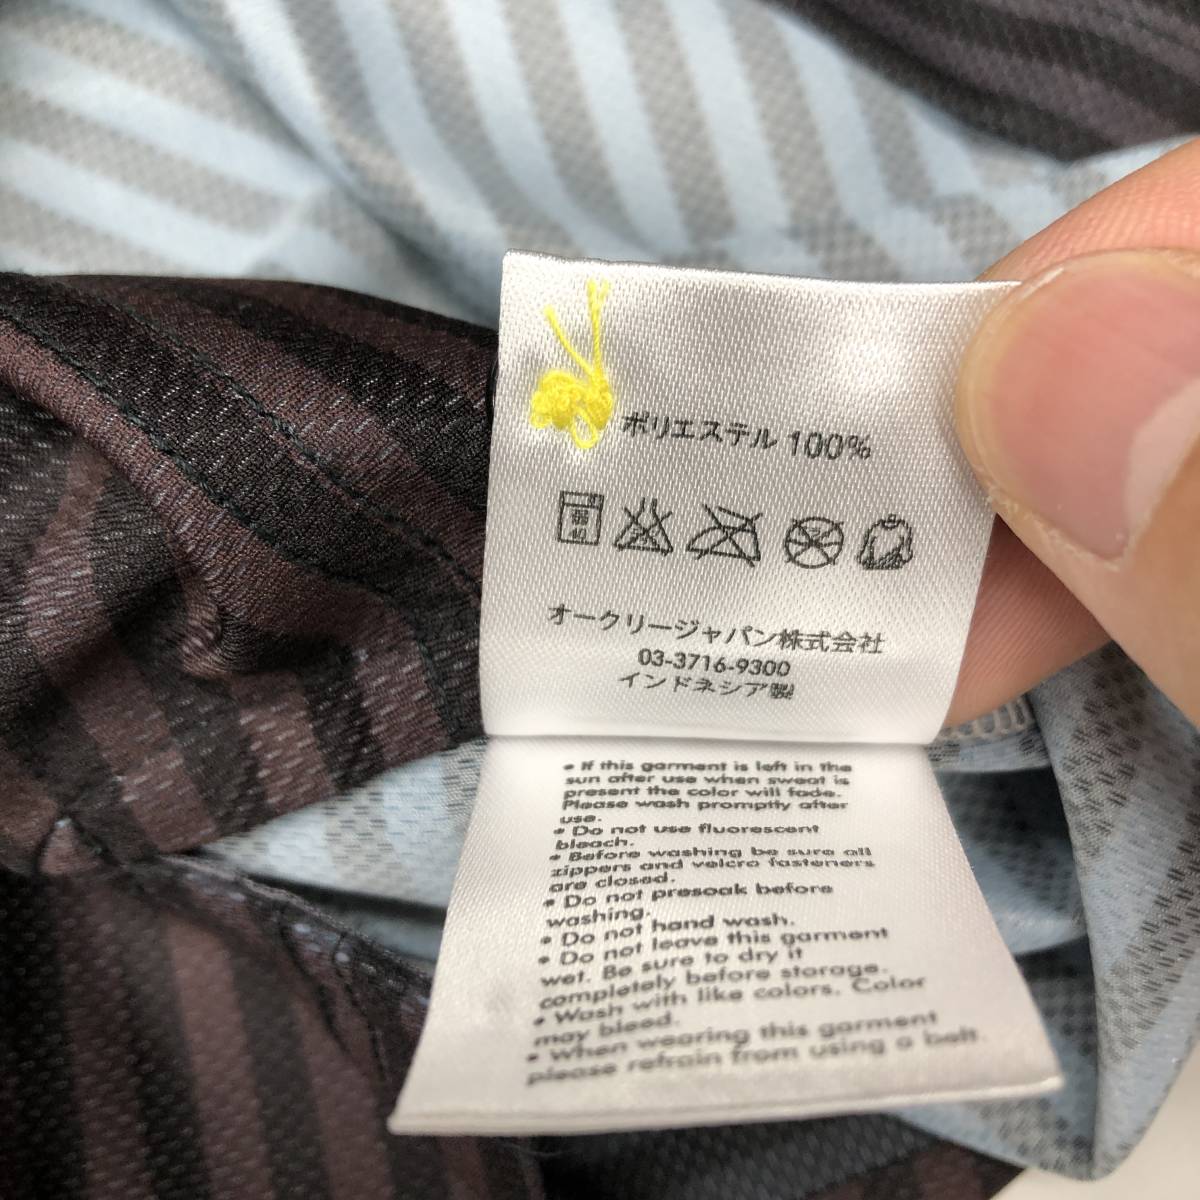 ポリエステル 100%
弱
40
オークリージャパン株式会社
03-3716-9300
インドネシア製
• If this garment is left in the
sun after use when sweat is
present the color will fade.
Please wash promptly after
use.
• Do not use fluorescent
bleach.
• Before washing be sure all
zippers and velcro fasteners
are closed.
• Do not presoak before
washing.
• Do not hand wash.
• Do not leave this garment
wet. Be sure to dry it
completely before storage.
• Wash with like colors. Color
may bleed.
• When wearing this garment
please refrain from using a belt.